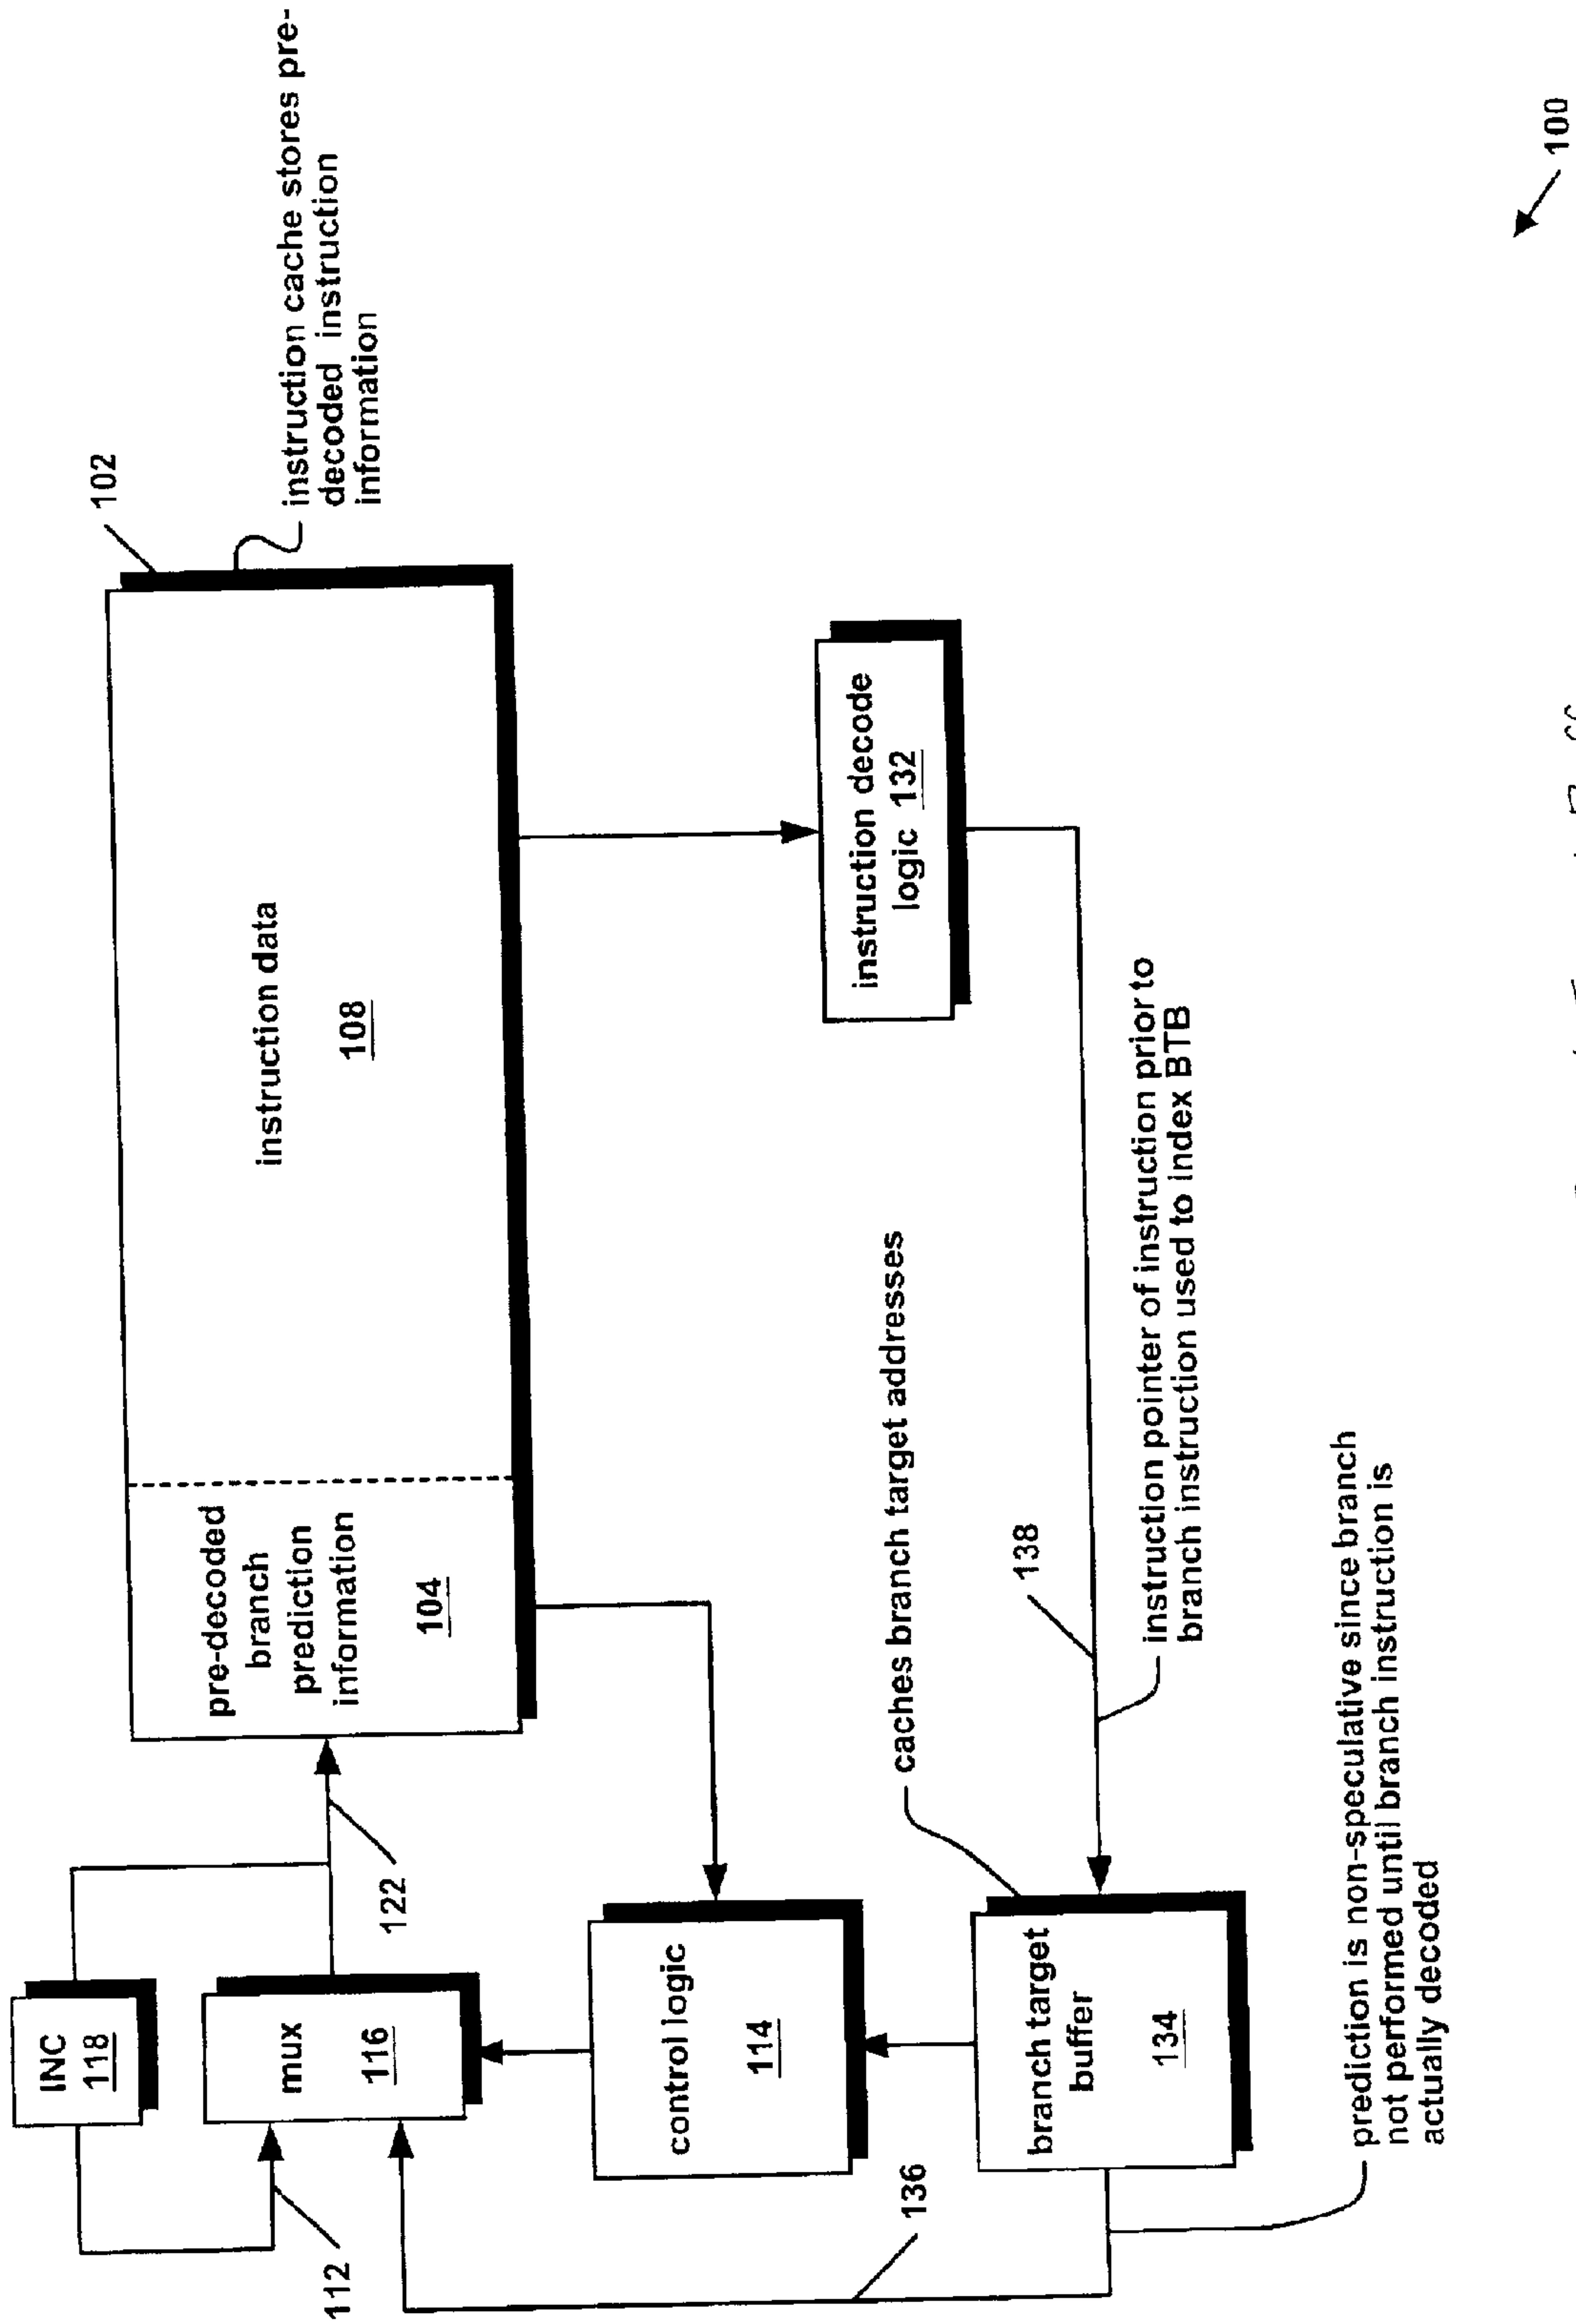 INC
118
112
mux
116
122
136
control logic
114
branch target
buffer
134
pre-decoded
branch
prediction
information
104
instruction data
108
102
instruction cache stores pre-
decoded instruction
information
instruction decode
logic 132
caches branch target addresses
138
instruction pointer of instruction prior to
branch instruction used to index BTB
prediction is non-speculative since branch
not performed until branch instruction is
actually decoded
100